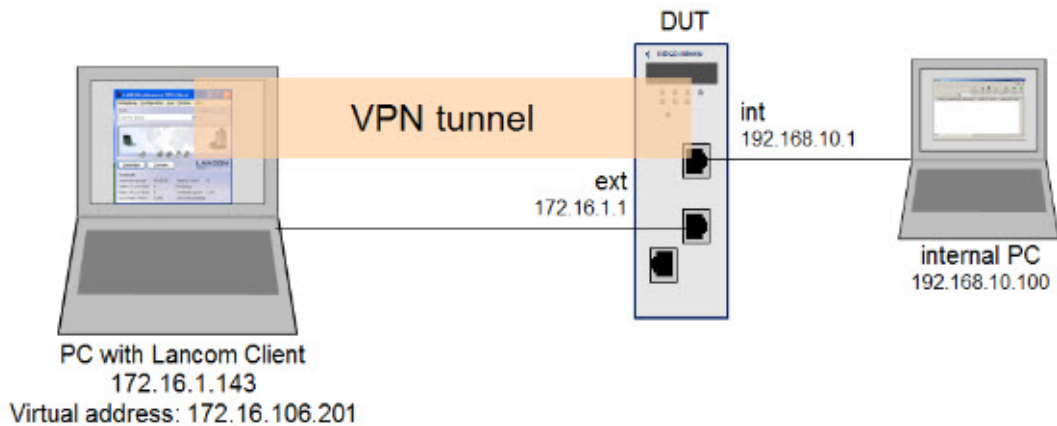 DUT
VPN tunnel
int
192.168.10.1
ext
172.16.1.1
internal PC
192.168.10.100
PC with Lancom Client
172.16.1.143
Virtual address: 172.16.106.201